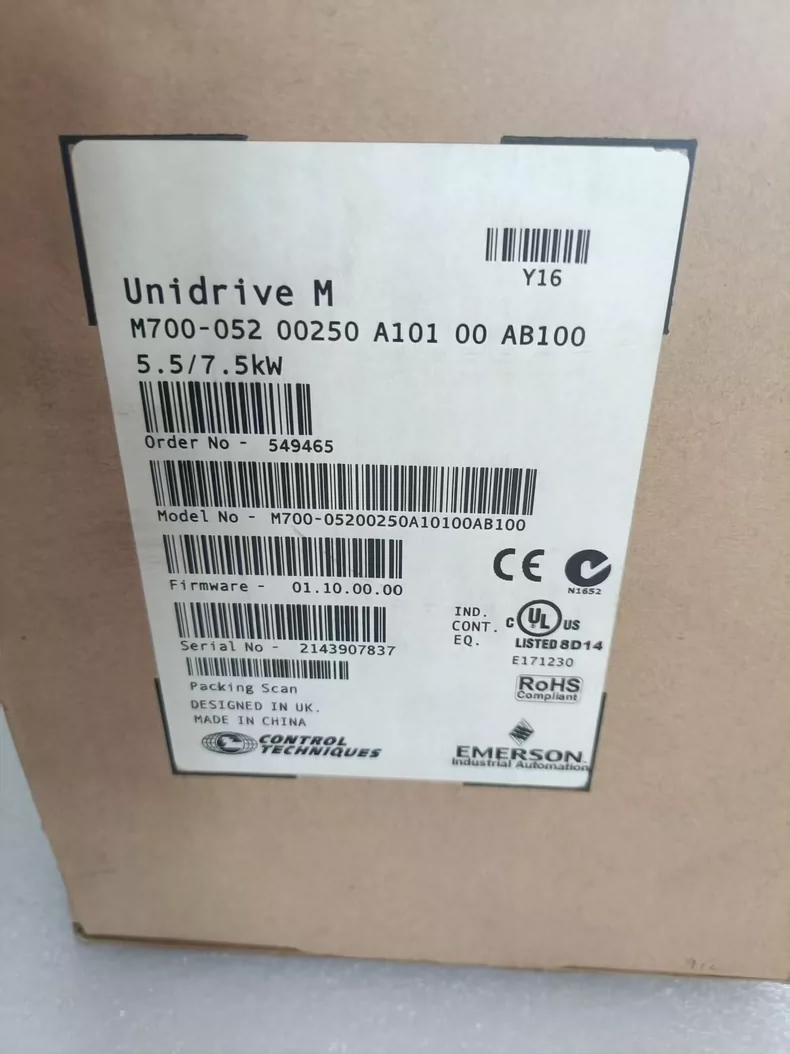 Y16
Unidrive M
M700-052 00250 A101 00 AB100
5.5/7.5kW
Order No - 549465
Model No - M700-05200250A10100AB100
Firmware - 01.10.00.00
Serial No - 2143907837
Packing Scan
DESIGNED IN UK.
MADE IN CHINA
CONTROL
TECHNIQUES
CE
N1652
IND.
CONT.
EQ.
C UL US
LISTED 8D14
E171230
RoHS
Compliant
EMERSON
Industrial Automation